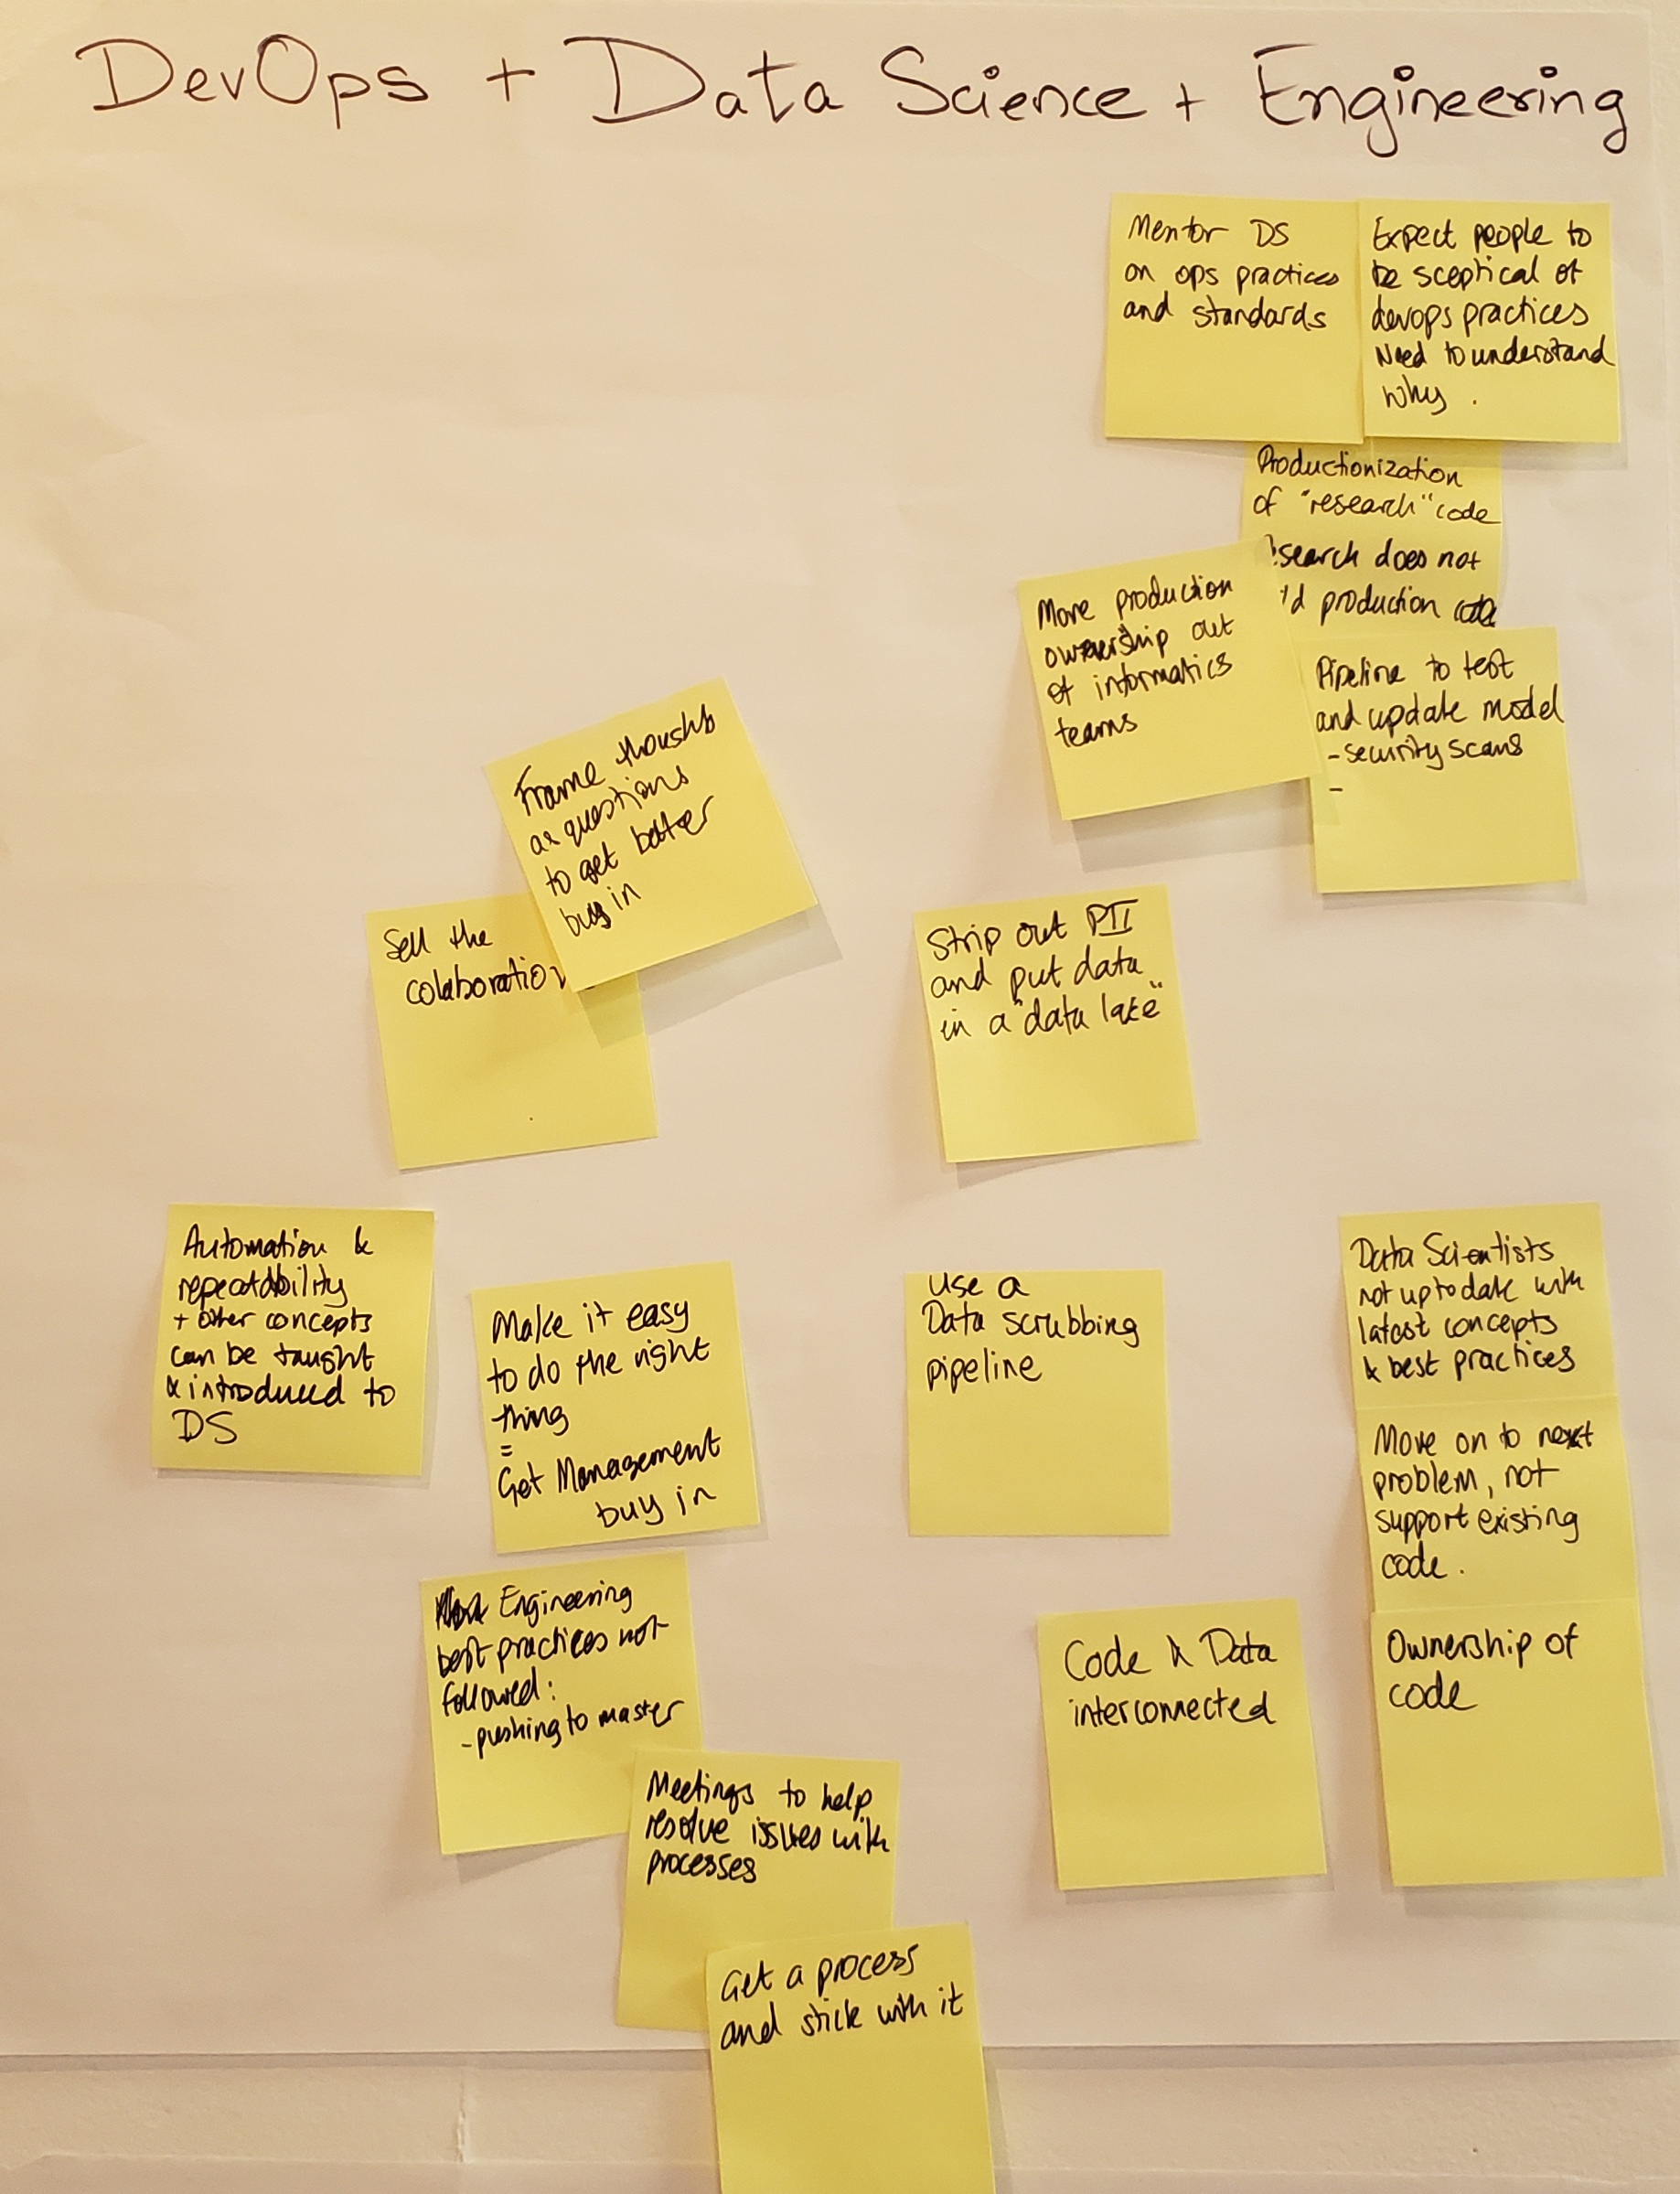 DevOps + Data Science + Engineering
Mentor DS
on ops practices
and standards
Expect people to
be sceptical of
devops practices
Need to understand
why.
Productionization
of "research" code
search does not
production code
Move production
ownership out
of informatics
teams
Pipeline to test
and update model
- security scans
-
Frame thoughts
as questions
to get better
buy in
Sell the
colaboration
Strip out PII
and put data
in a "data lake"
Automation &
repeatability
+ other concepts
can be taught
& introduced to
DS
Make it easy
to do the right
thing
=
Get Management
buy in
Use a
Data scrubbing
pipeline
Data Scientists
not up to date with
latest concepts
& best practices
Move on to next
problem, not
support existing
code.
Ownership of
code
Engineering
best practices not
followed:
- pushing to master
Code & Data
interconnected
Meetings to help
resolve issues with
processes
Get a process
and stick with it